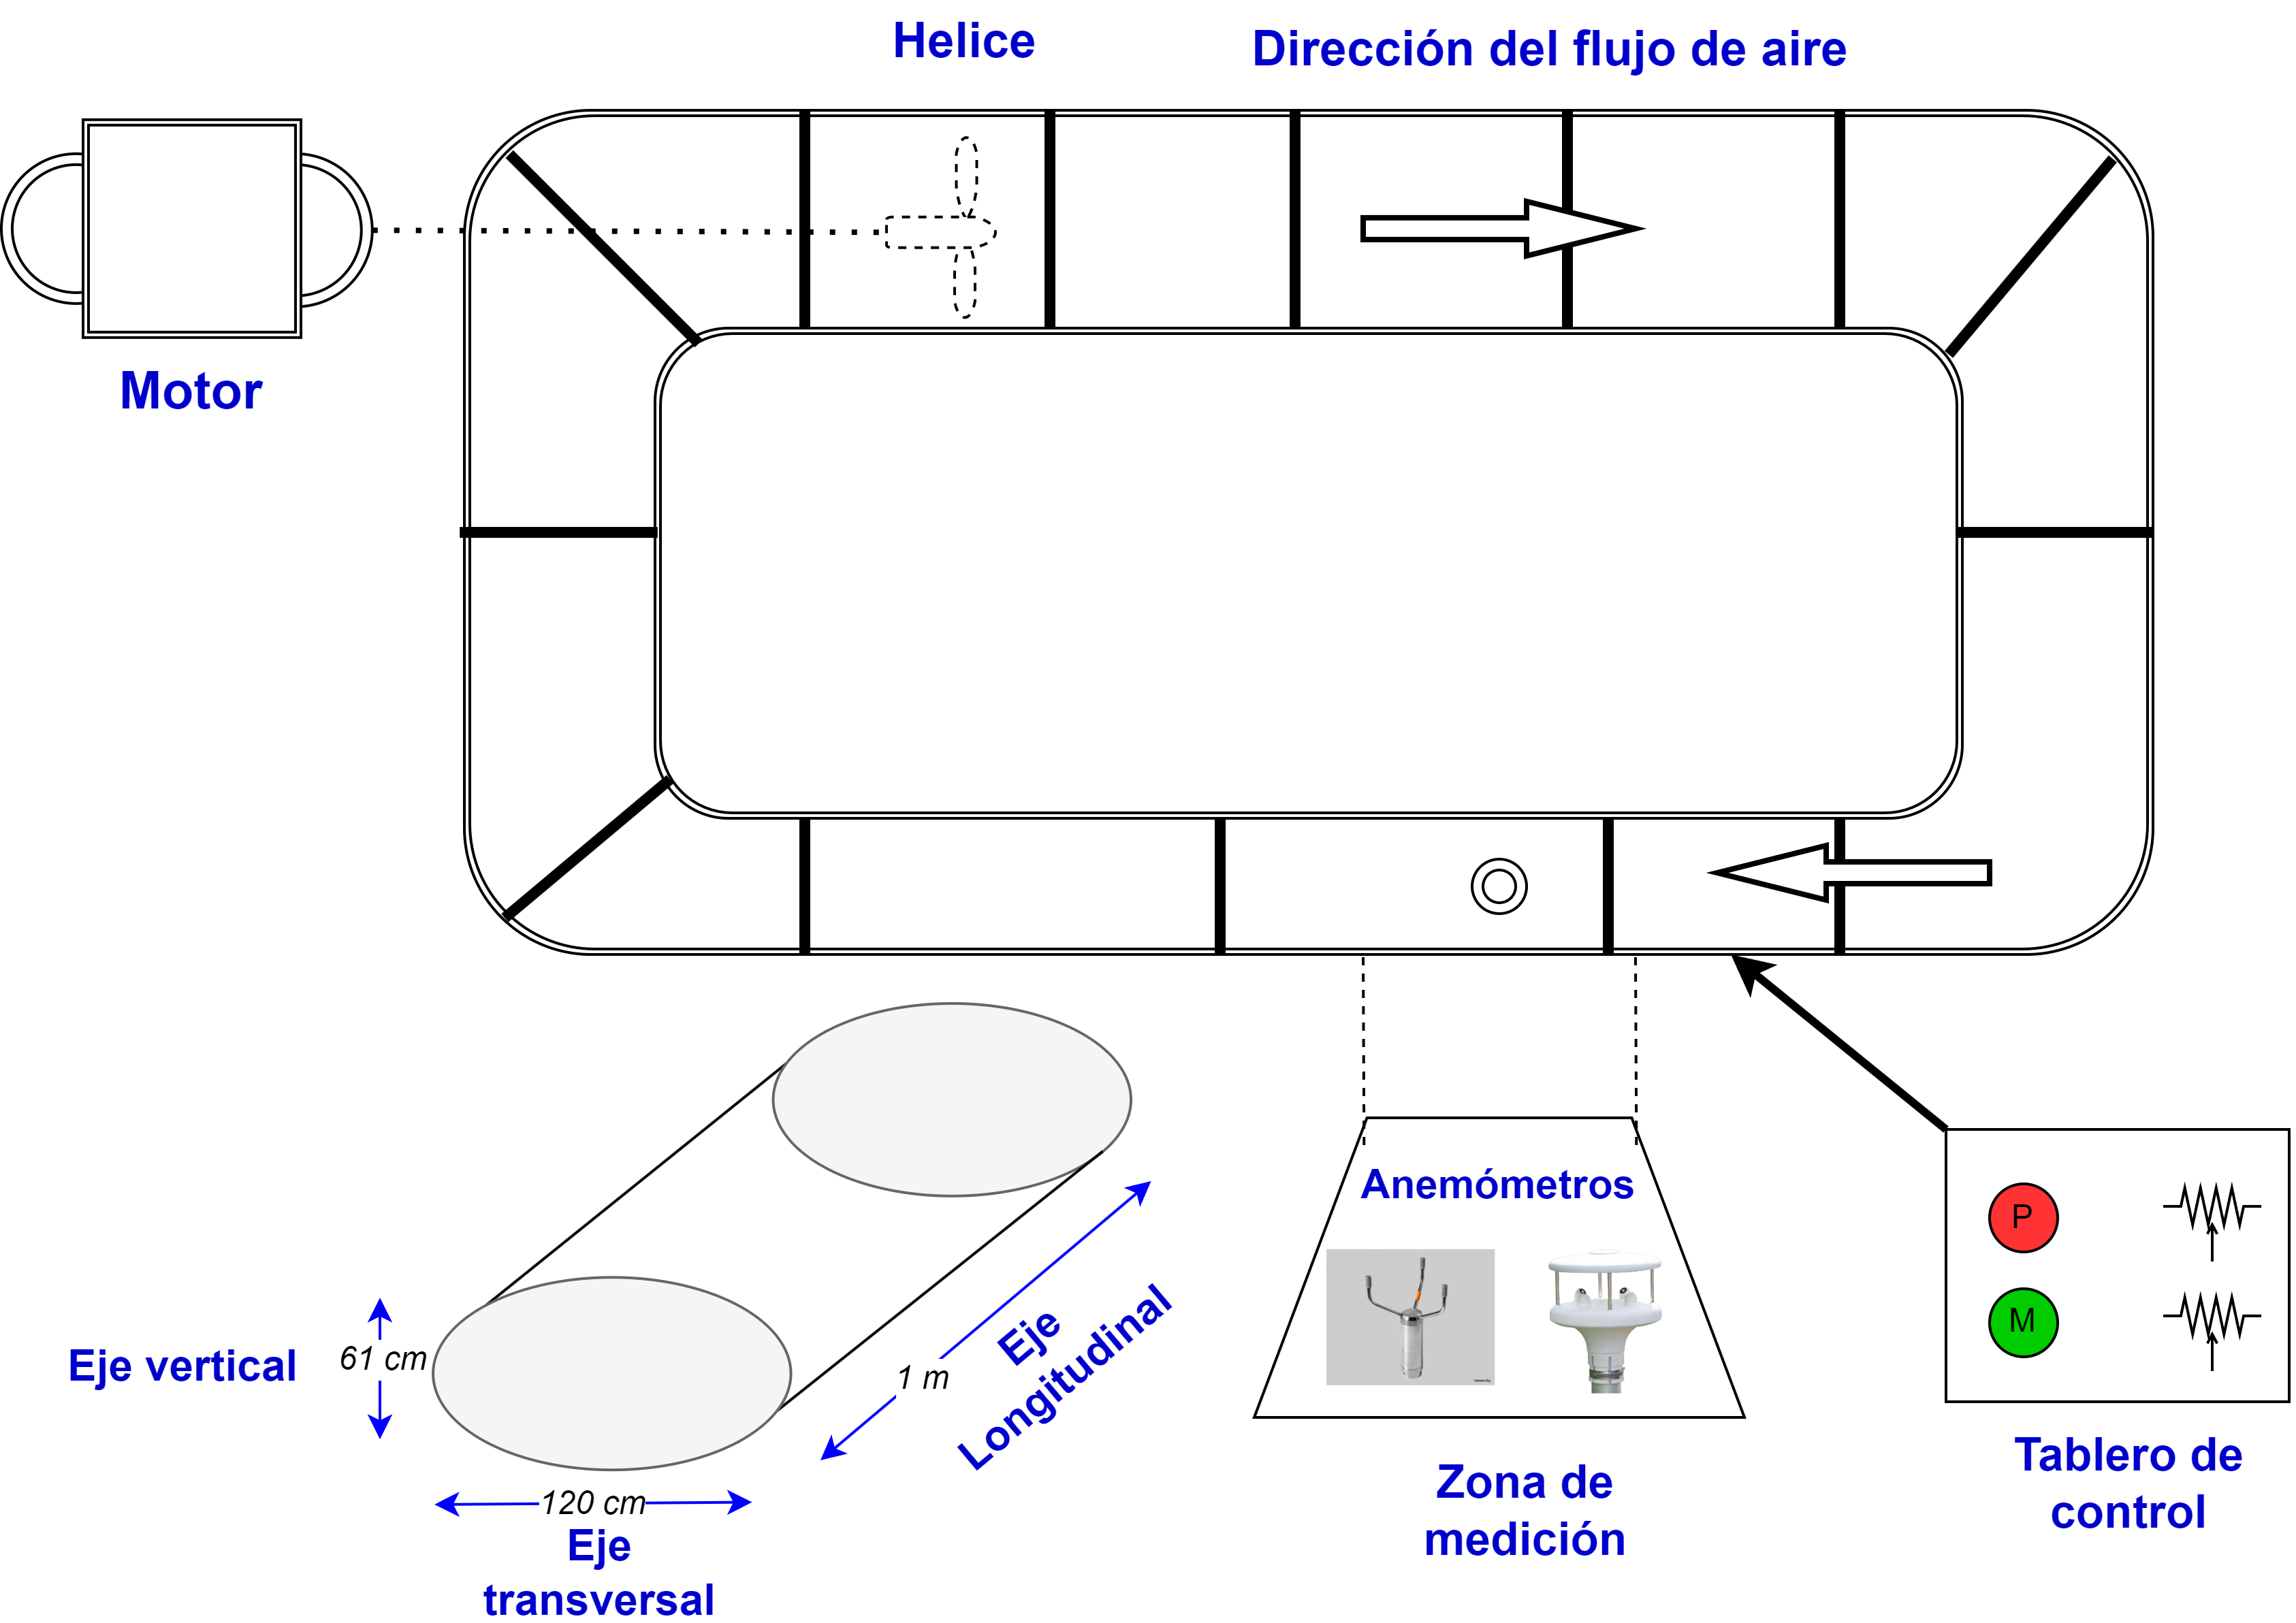 Helice
Dirección del flujo de aire
Motor
Anemómetros
P
M
Eje vertical
61 cm
1 m
Eje
Longitudinal
120 cm
Eje
transversal
Zona de
medición
Tablero de
control